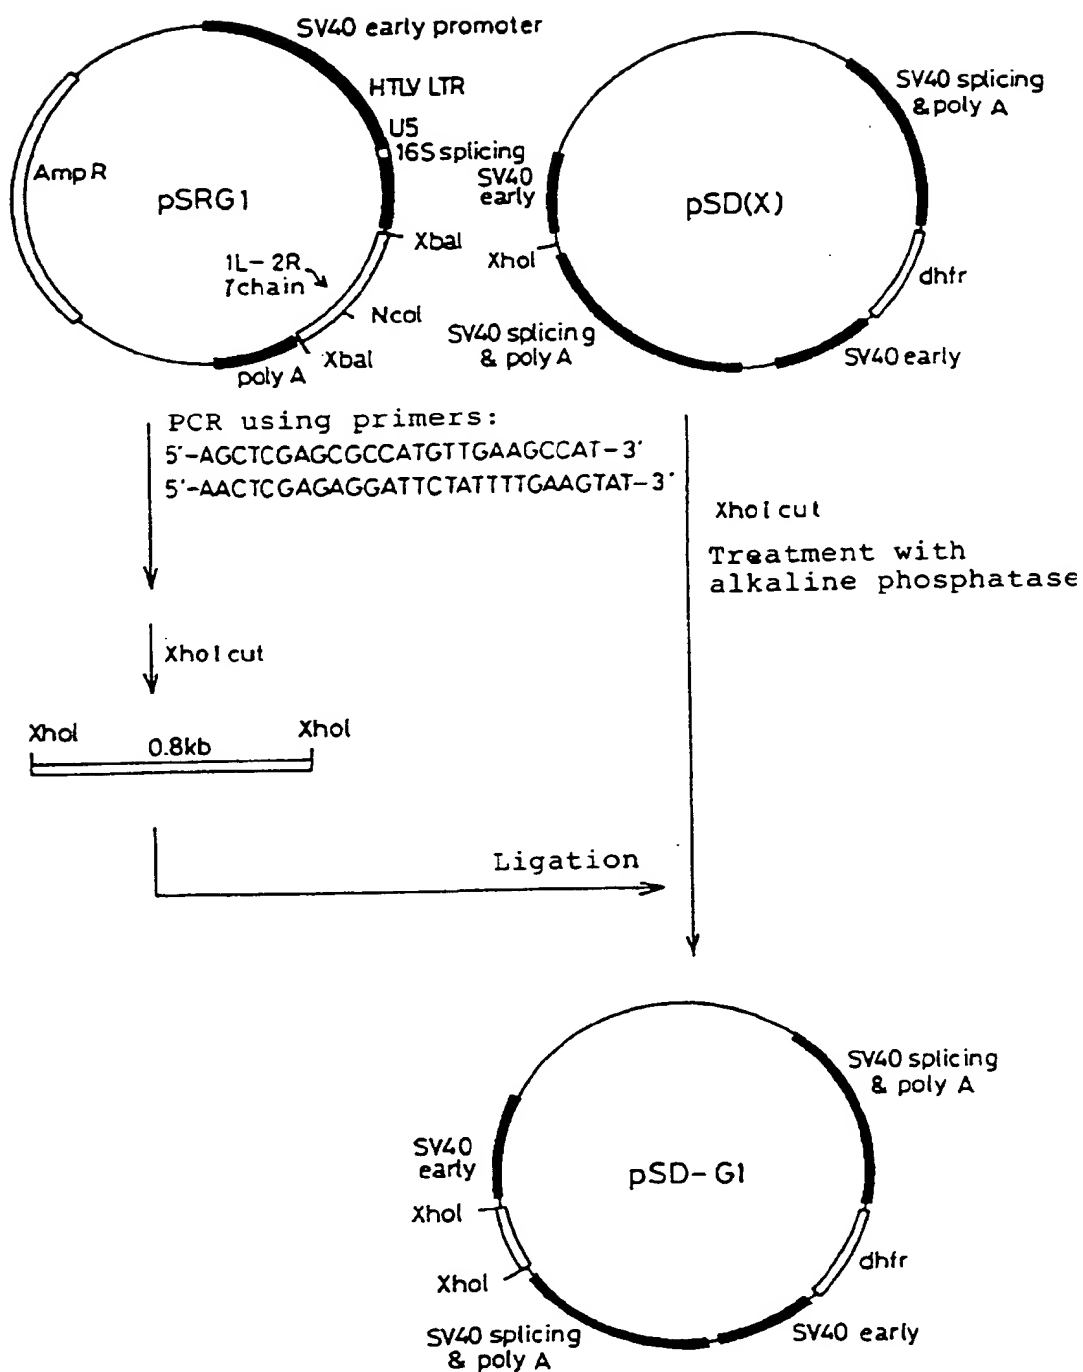 SV40 early promoter
HTLV LTR
U5
16S splicing
AmpR
pSRG1
XbaI
IL-2R
γchain
NcoI
XbaI
poly A
SV40 splicing
& poly A
SV40
early
pSD(X)
XhoI
dhfr
SV40 splicing
& poly A
SV40 early
PCR using primers:
5'-AGCTCGAGCGCCATGTTGAAGCCAT-3'
5'-AACTCGAGAGGATTCTATTTTGAAGTAT-3'
XhoI cut
Treatment with
alkaline phosphatase
XhoI cut
XhoI
XhoI
0.8kb
Ligation
SV40 splicing
& poly A
SV40
early
pSD-G1
XhoI
dhfr
XhoI
SV40 early
SV40 splicing
& poly A